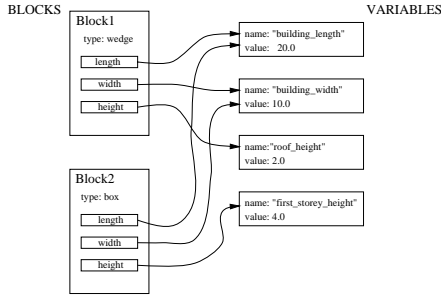 BLOCKS
VARIABLES
Block1
type: wedge
length
width
height
Block2
type: box
length
width
height
name: "building_length"
value: 20.0
name: "building_width"
value: 10.0
name:"roof_height"
value: 2.0
name: "first_storey_height"
value: 4.0